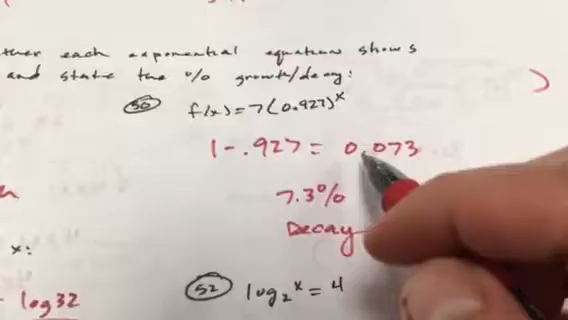 each exponential equation shows
and state the % growth/decay:
50 f(x)=7(0.927)^x
1-.927= 0.073
7.3%
Decay
x:
log32
52 log₂ˣ=4